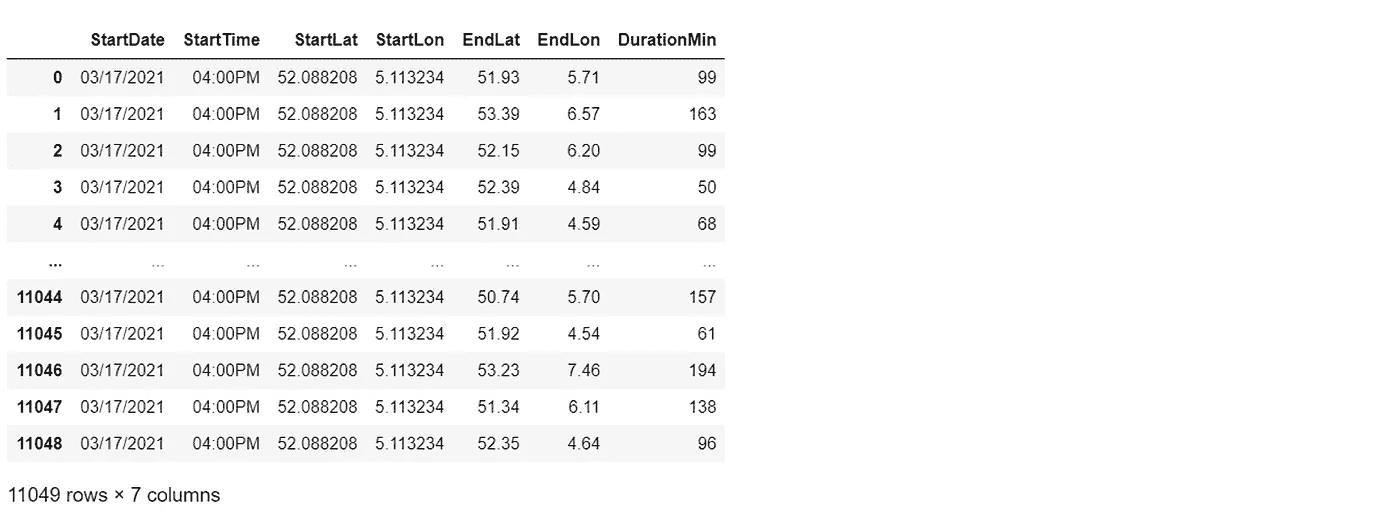 StartDate StartTime StartLat StartLon EndLat EndLon DurationMin
0 03/17/2021 04:00PM 52.088208 5.113234 51.93 5.71 99
1 03/17/2021 04:00PM 52.088208 5.113234 53.39 6.57 163
2 03/17/2021 04:00PM 52.088208 5.113234 52.15 6.20 99
3 03/17/2021 04:00PM 52.088208 5.113234 52.39 4.84 50
4 03/17/2021 04:00PM 52.088208 5.113234 51.91 4.59 68
... ... ... ... ... ... ... ...
11044 03/17/2021 04:00PM 52.088208 5.113234 50.74 5.70 157
11045 03/17/2021 04:00PM 52.088208 5.113234 51.92 4.54 61
11046 03/17/2021 04:00PM 52.088208 5.113234 53.23 7.46 194
11047 03/17/2021 04:00PM 52.088208 5.113234 51.34 6.11 138
11048 03/17/2021 04:00PM 52.088208 5.113234 52.35 4.64 96
11049 rows × 7 columns